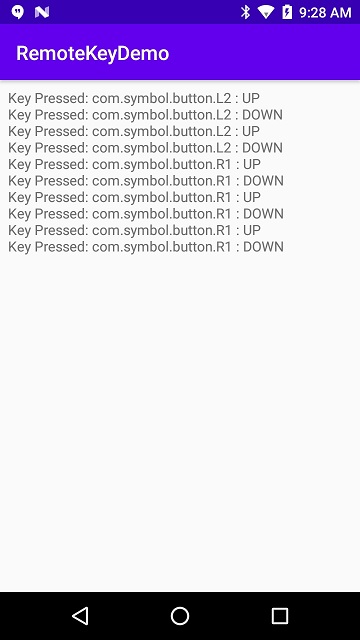 9:28 AM
RemoteKeyDemo
Key Pressed: com.symbol.button.L2 : UP
Key Pressed: com.symbol.button.L2 : DOWN
Key Pressed: com.symbol.button.L2 : UP
Key Pressed: com.symbol.button.L2 : DOWN
Key Pressed: com.symbol.button.R1 : UP
Key Pressed: com.symbol.button.R1 : DOWN
Key Pressed: com.symbol.button.R1 : UP
Key Pressed: com.symbol.button.R1 : DOWN
Key Pressed: com.symbol.button.R1 : UP
Key Pressed: com.symbol.button.R1 : DOWN